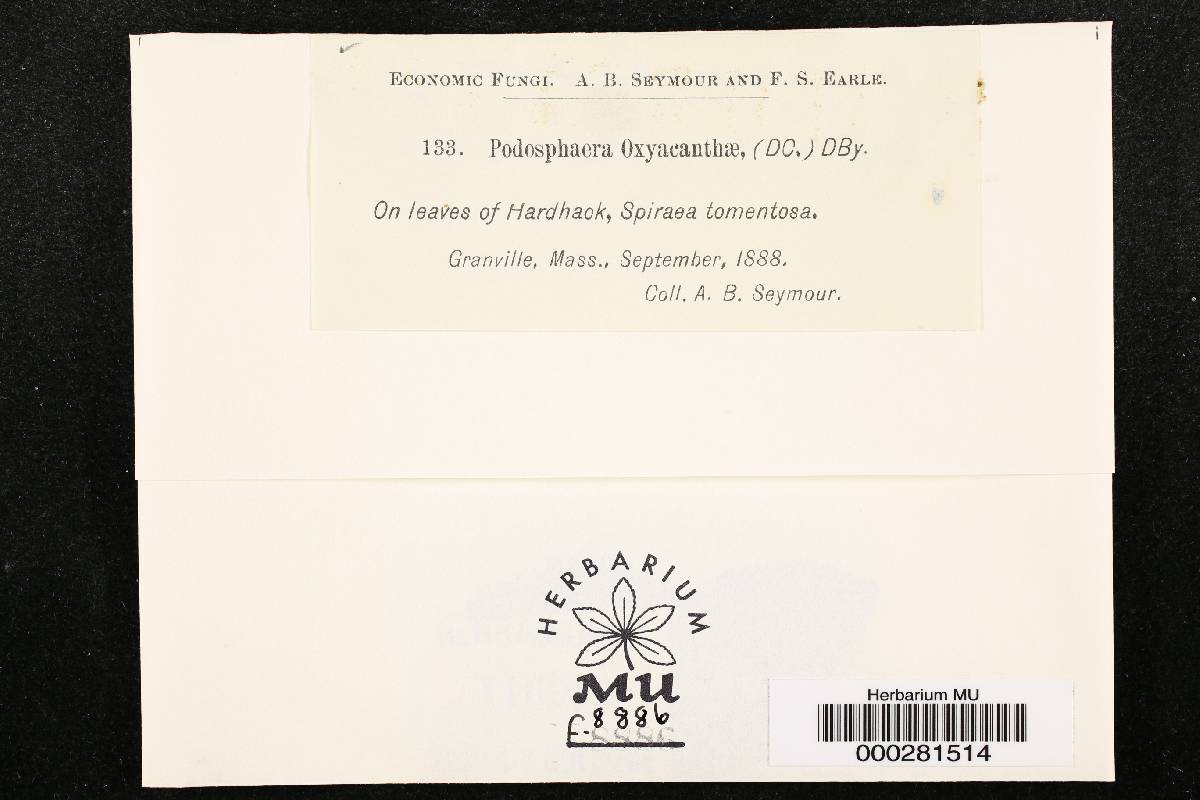 ECONOMIC FUNGI. A. B. SEYMOUR AND F. S. EARLE.
133. Podosphaera Oxyacanthæ, (DC.) DBy.
On leaves of Hardhack, Spiraea tomentosa.
Granville, Mass., September, 1888.
Coll. A. B. Seymour.
HERBARIUM
MU
F-8886
Herbarium MU
000281514